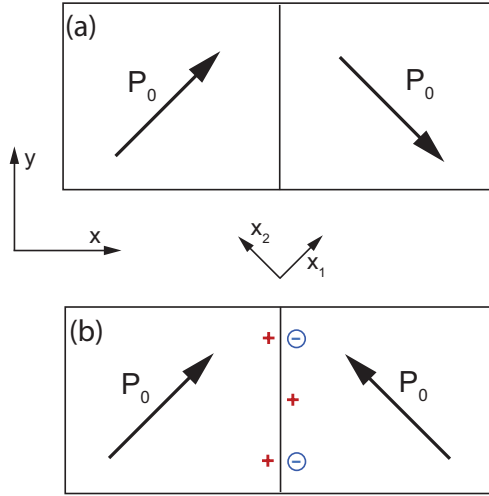 (a)
P₀
P₀
y
x
x₂
x₁
(b)
+ −
P₀
+
P₀
+ −